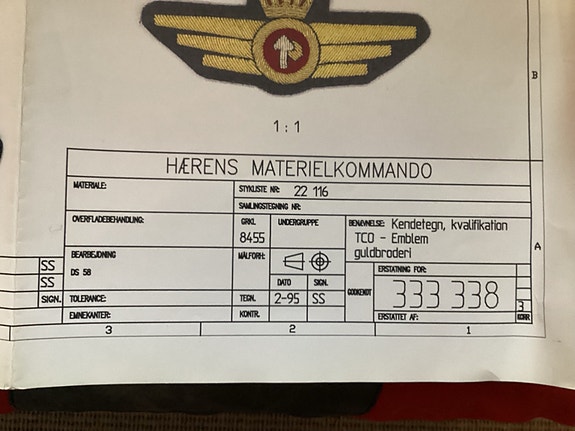 B
1 : 1
HÆRENS MATERIELKOMMANDO
MATERIALE:
STYKLISTE NR: 22 116
SAMLINGSTEGNING NR:
OVERFLADEBEHANDLING:
GRKL
8455
UNDERGRUPPE
BENÆVNELSE: Kendetegn, kvalifikation
TCO - Emblem
guldbroderi
A
BEARBEJDNING
DS 58
MÅLFORH:
SS
SS
SIGN.
DATO
SIGN.
GODKENDT
ERSTATNING FOR:
333 338
TOLERANCE:
TEGN.
2-95
SS
3
EMNEKANTER:
KONTR.
ERSTATTET AF:
KORR
3
2
1